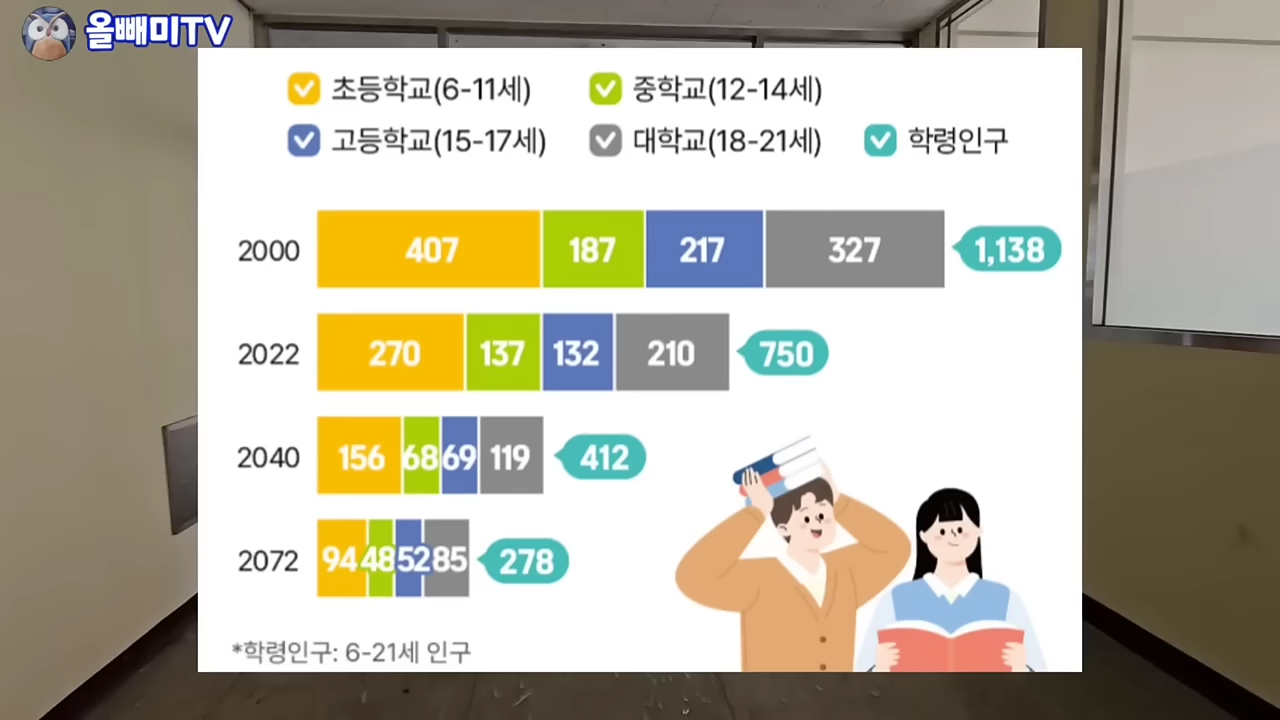 올빼미TV
초등학교(6-11세) 중학교(12-14세)
고등학교(15-17세) 대학교(18-21세) 학령인구
2000 407 187 217 327 1,138
2022 270 137 132 210 750
2040 156 68 69 119 412
2072 94 48 52 85 278
*학령인구: 6-21세 인구